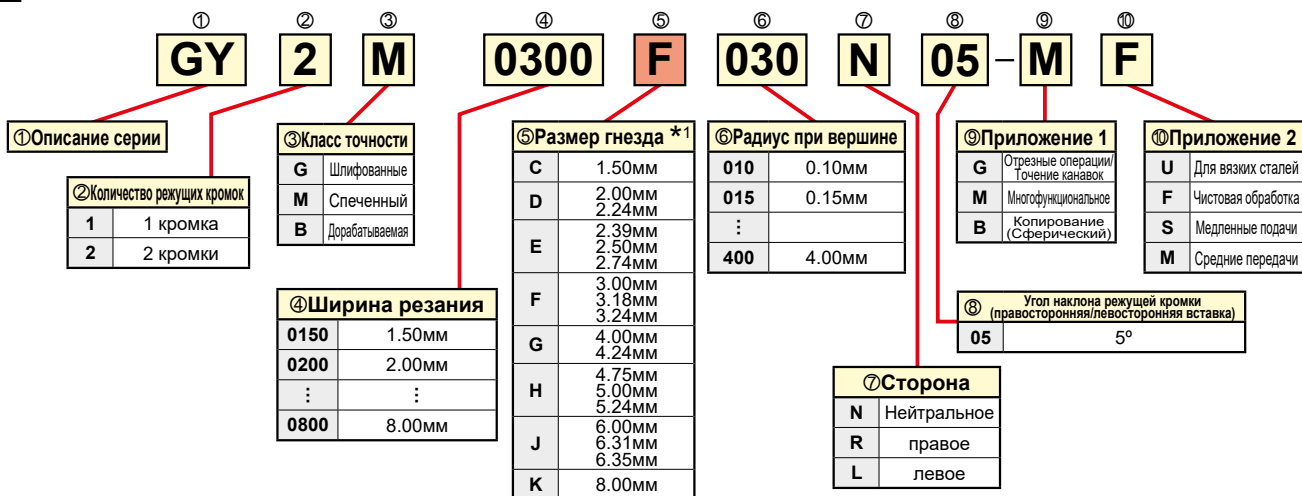 ① ② ③ ④ ⑤ ⑥ ⑦ ⑧ ⑨ ⑩
GY 2 M 0300 F 030 N 05 – M F
①Описание серии
②Количество режущих кромок
1 1 кромка
2 2 кромки
③Класс точности
G Шлифованные
M Спеченный
B Дорабатываемая
④Ширина резания
0150 1.50мм
0200 2.00мм
⋮ ⋮
0800 8.00мм
⑤Размер гнезда *1
C 1.50мм
D 2.00мм
2.24мм
E 2.39мм
2.50мм
2.74мм
F 3.00мм
3.18мм
3.24мм
G 4.00мм
4.24мм
H 4.75мм
5.00мм
5.24мм
J 6.00мм
6.31мм
6.35мм
K 8.00мм
⑥Радиус при вершине
010 0.10мм
015 0.15мм
⋮
400 4.00мм
⑦Сторона
N Нейтральное
R правое
L левое
⑧ Угол наклона режущей кромки
(правосторонняя/левосторонняя вставка)
05 5º
⑨Приложение 1
G Отрезные операции/
Точение канавок
M Многофункциональное
B Копирование
(Сферический)
⑩Приложение 2
U Для вязких сталей
F Чистовая обработка
S Медленные подачи
M Средние передачи